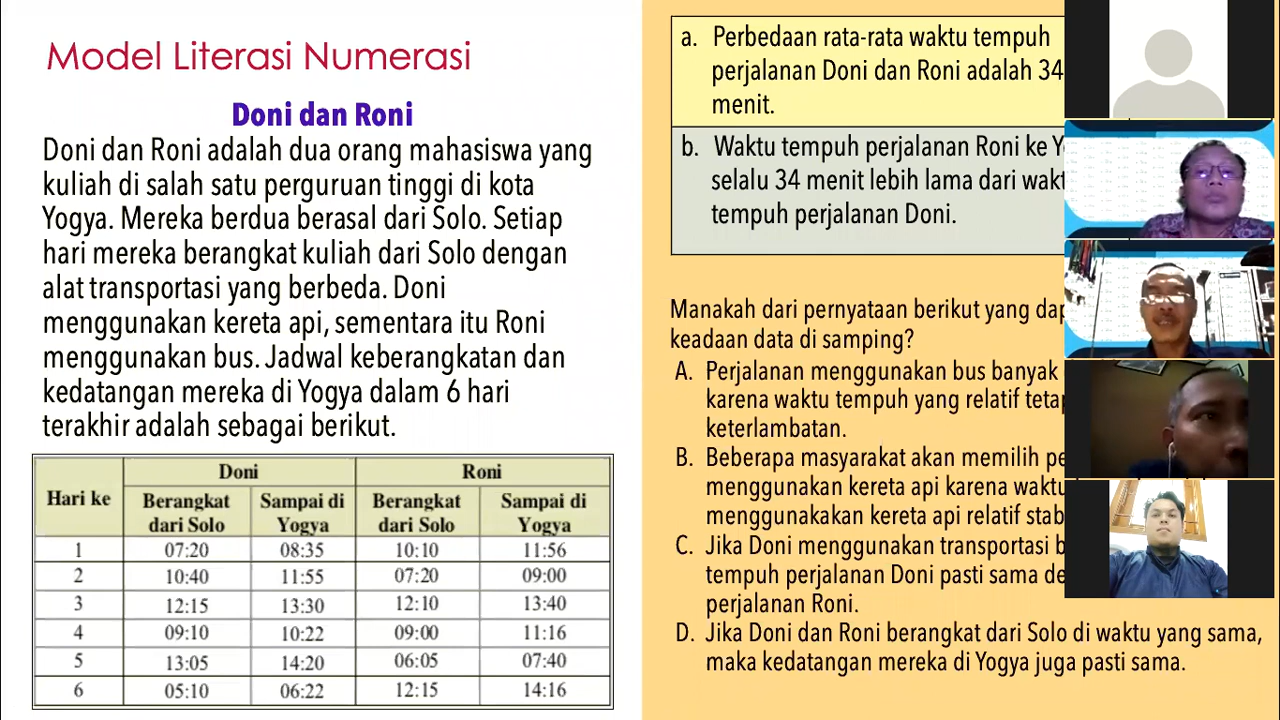 Model Literasi Numerasi
Doni dan Roni
Doni dan Roni adalah dua orang mahasiswa yang
kuliah di salah satu perguruan tinggi di kota
Yogya. Mereka berdua berasal dari Solo. Setiap
hari mereka berangkat kuliah dari Solo dengan
alat transportasi yang berbeda. Doni
menggunakan kereta api, sementara itu Roni
menggunakan bus. Jadwal keberangkatan dan
kedatangan mereka di Yogya dalam 6 hari
terakhir adalah sebagai berikut.
Hari ke Doni Roni
Berangkat dari Solo Sampai di Yogya Berangkat dari Solo Sampai di Yogya
1 07:20 08:35 10:10 11:56
2 10:40 11:55 07:20 09:00
3 12:15 13:30 12:10 13:40
4 09:10 10:22 09:00 11:16
5 13:05 14:20 06:05 07:40
6 05:10 06:22 12:15 14:16
a. Perbedaan rata-rata waktu tempuh
perjalanan Doni dan Roni adalah 34
menit.
b. Waktu tempuh perjalanan Roni ke
selalu 34 menit lebih lama dari
tempuh perjalanan Doni.
Manakah dari pernyataan berikut yang
keadaan data di samping?
A. Perjalanan menggunakan bus banyak
karena waktu tempuh yang relatif
keterlambatan.
B. Beberapa masyarakat akan memilih
menggunakan kereta api karena
menggunakakan kereta api relatif
C. Jika Doni menggunakan transportasi
tempuh perjalanan Doni pasti sama
perjalanan Roni.
D. Jika Doni dan Roni berangkat dari Solo di waktu yang sama,
maka kedatangan mereka di Yogya juga pasti sama.